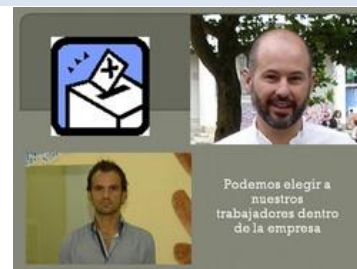 Podemos elegir a
nuestros
trabajadores dentro
de la empresa